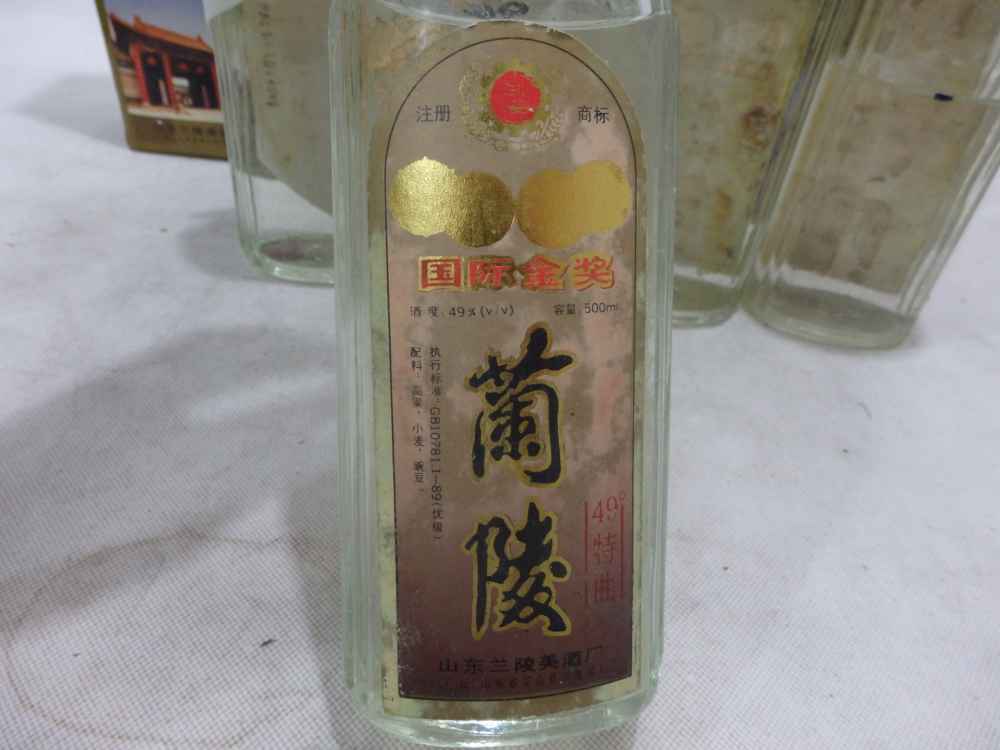 注册 商标
国际金奖
酒度:49%(v/v) 容量:500ml
执行标准:GB10781.1-89(优级)
配料:高粱、小麦、豌豆
蘭陵
49°特曲
山东兰陵美酒厂